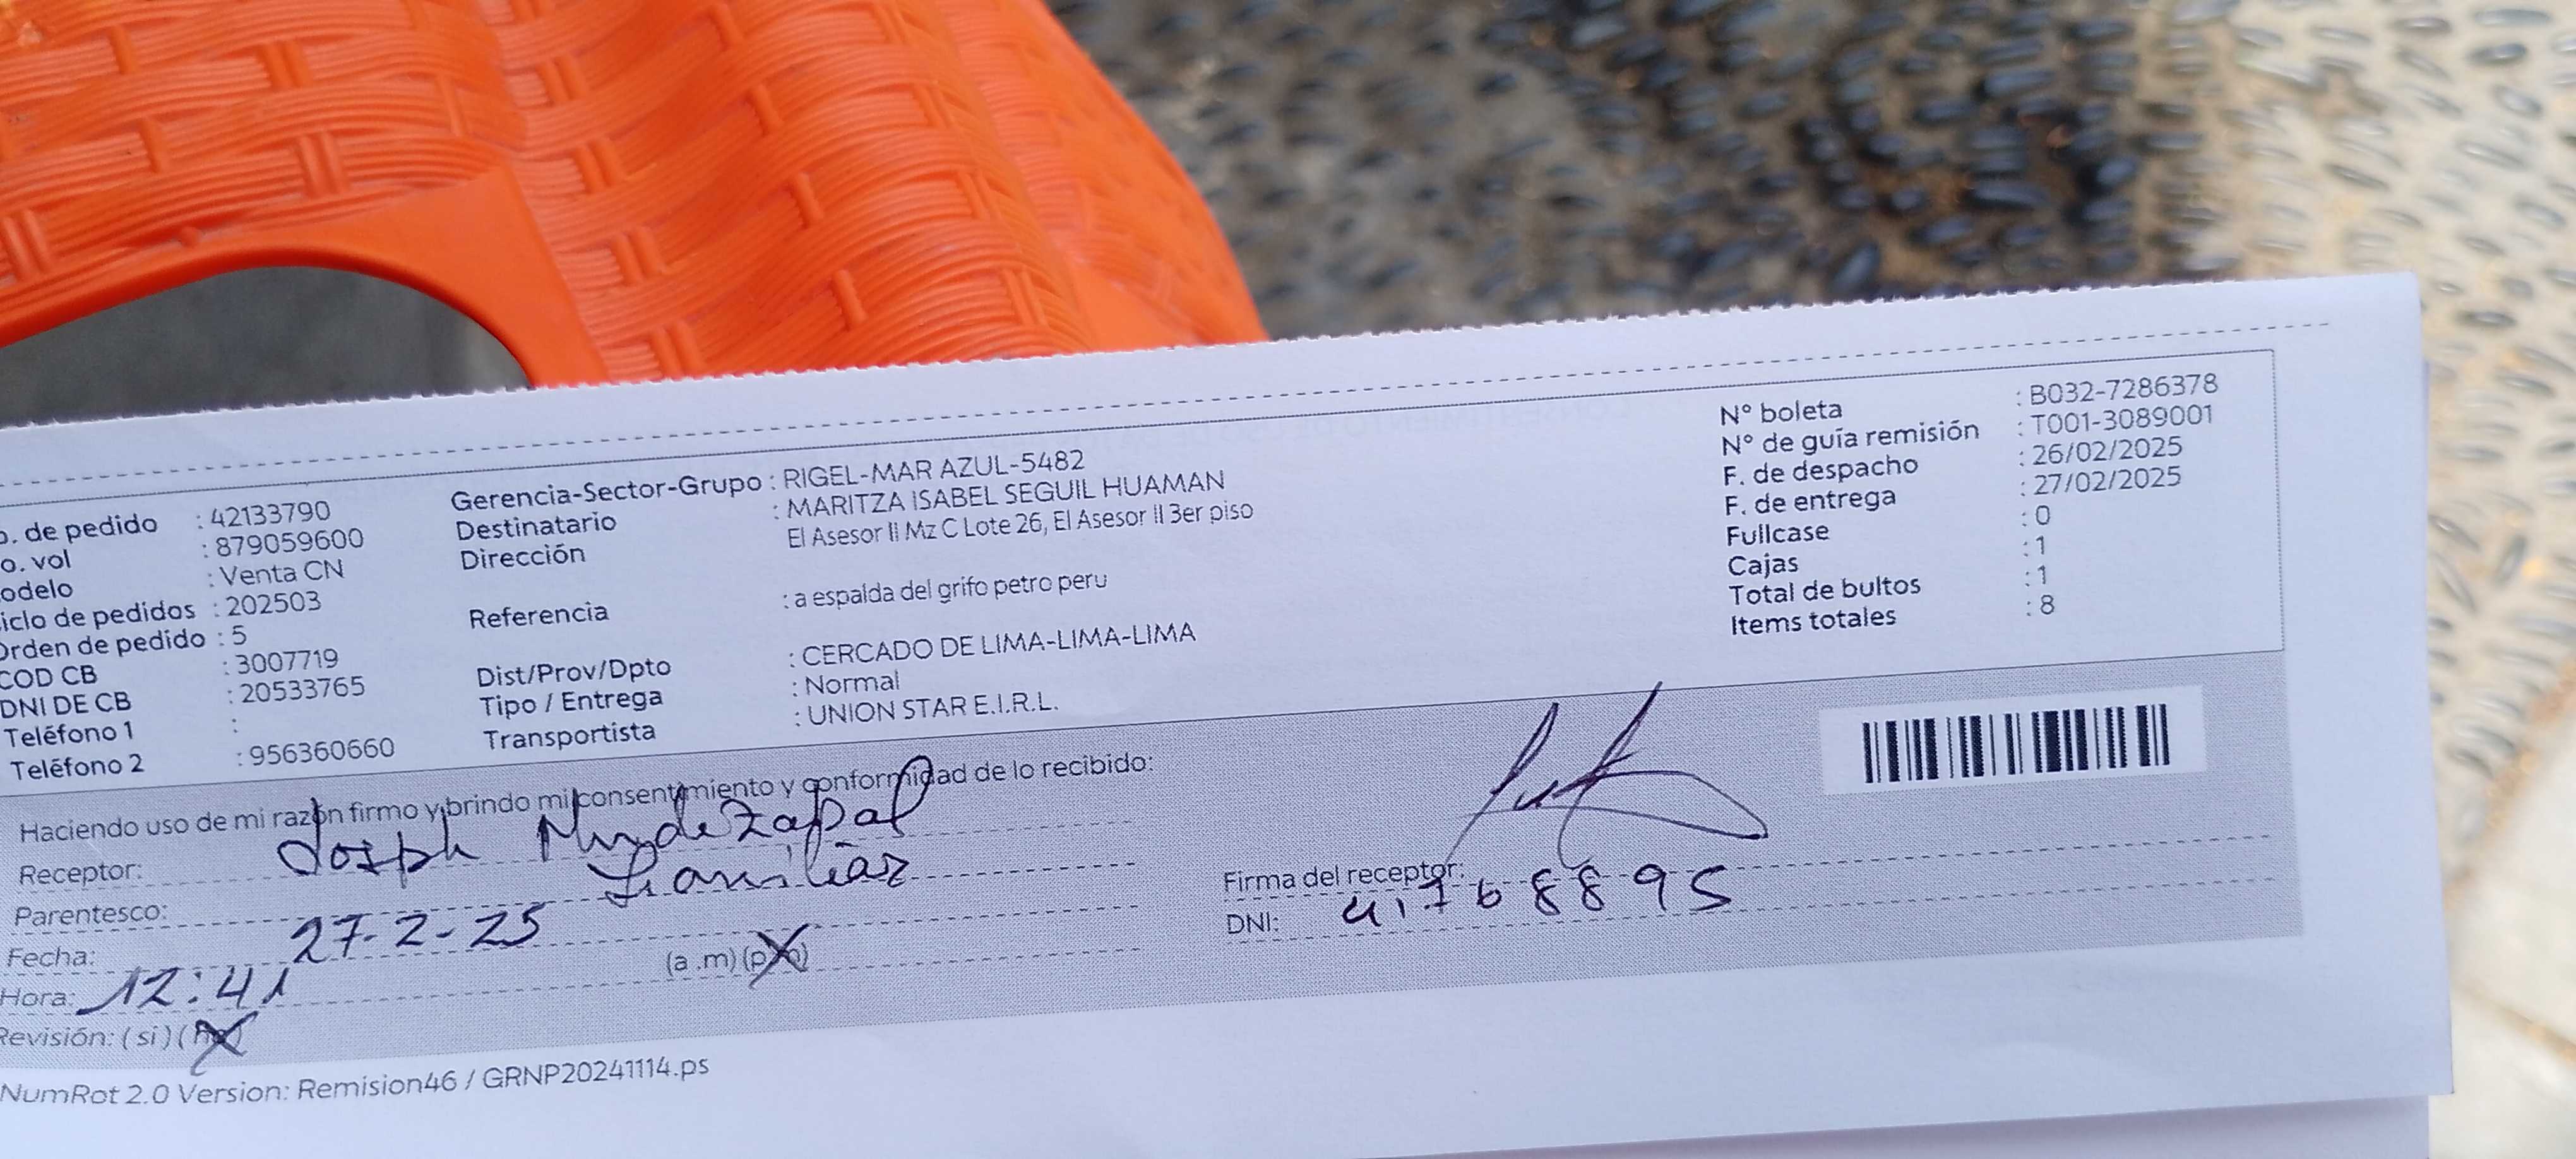 o. de pedido : 42133790
o. vol : 879059600
odelo : Venta CN
iclo de pedidos : 202503
Orden de pedido : 5
COD CB : 3007719
DNI DE CB : 20533765
Teléfono 1 :
Teléfono 2 : 956360660
Gerencia-Sector-Grupo : RIGEL-MAR AZUL-5482
Destinatario : MARITZA ISABEL SEGUIL HUAMAN
Dirección El Asesor II Mz C Lote 26, El Asesor II 3er piso
Referencia : a espalda del grifo petro peru
Dist/Prov/Dpto : CERCADO DE LIMA-LIMA-LIMA
Tipo / Entrega : Normal
Transportista : UNION STAR E.I.R.L.
N° boleta : B032-7286378
N° de guía remisión : T001-3089001
F. de despacho : 26/02/2025
F. de entrega : 27/02/2025
Fullcase : 0
Cajas : 1
Total de bultos : 1
Items totales : 8
Haciendo uso de mi razón firmo y brindo mi consentimiento y conformidad de lo recibido:
Receptor: Joseph
Parentesco: Familiar
Fecha: 27-2-25
Hora: 12:41 (a .m) (p.m)
Revisión: ( si ) ( no )
Firma del receptor:
DNI: 41768895
NumRot 2.0 Version: Remision46 / GRNP20241114.ps